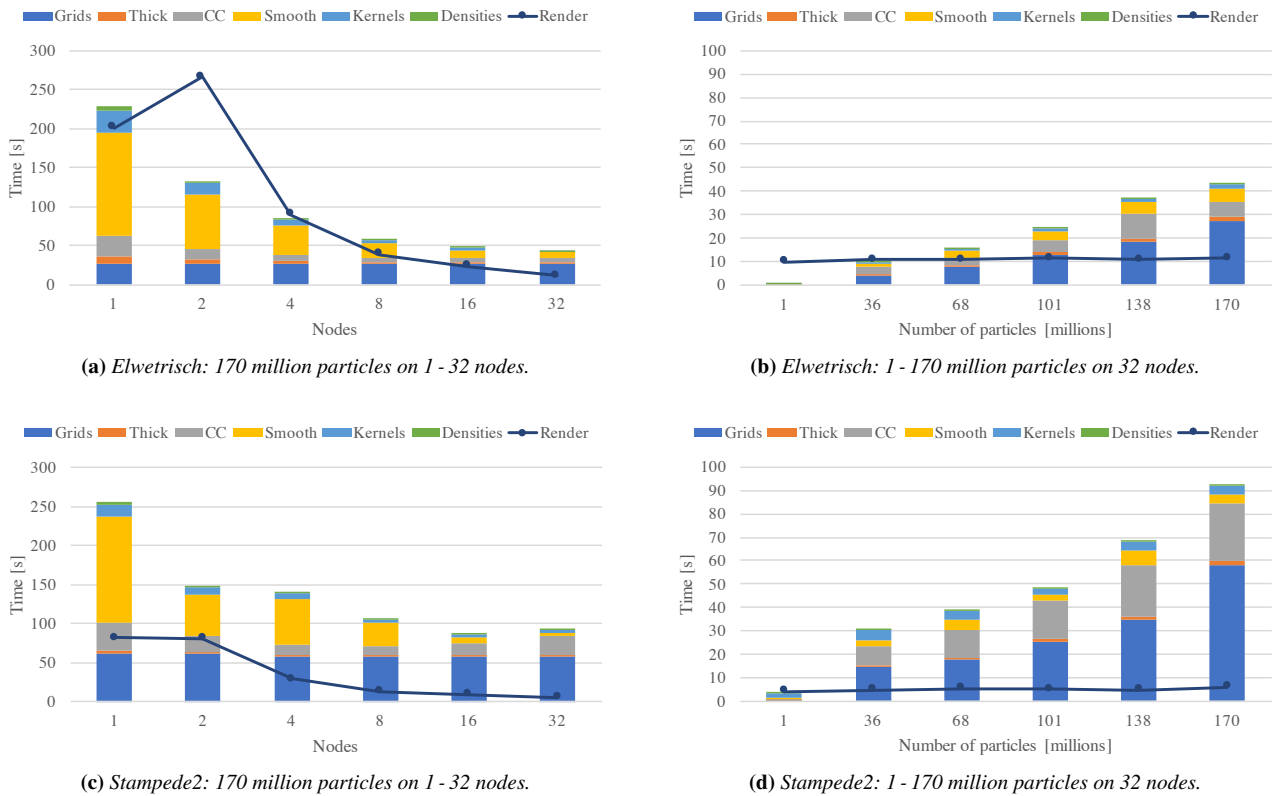 Grids Thick CC Smooth Kernels Densities Render
300
250
200
150
100
50
0
Time [s]
1 2 4 8 16 32
Nodes
(a) Elwetrisch: 170 million particles on 1 - 32 nodes.
Grids Thick CC Smooth Kernels Densities Render
100
90
80
70
60
50
40
30
20
10
0
Time [s]
1 36 68 101 138 170
Number of particles [millions]
(b) Elwetrisch: 1 - 170 million particles on 32 nodes.
Grids Thick CC Smooth Kernels Densities Render
300
250
200
150
100
50
0
Time [s]
1 2 4 8 16 32
Nodes
(c) Stampede2: 170 million particles on 1 - 32 nodes.
Grids Thick CC Smooth Kernels Densities Render
100
90
80
70
60
50
40
30
20
10
0
Time [s]
1 36 68 101 138 170
Number of particles [millions]
(d) Stampede2: 1 - 170 million particles on 32 nodes.